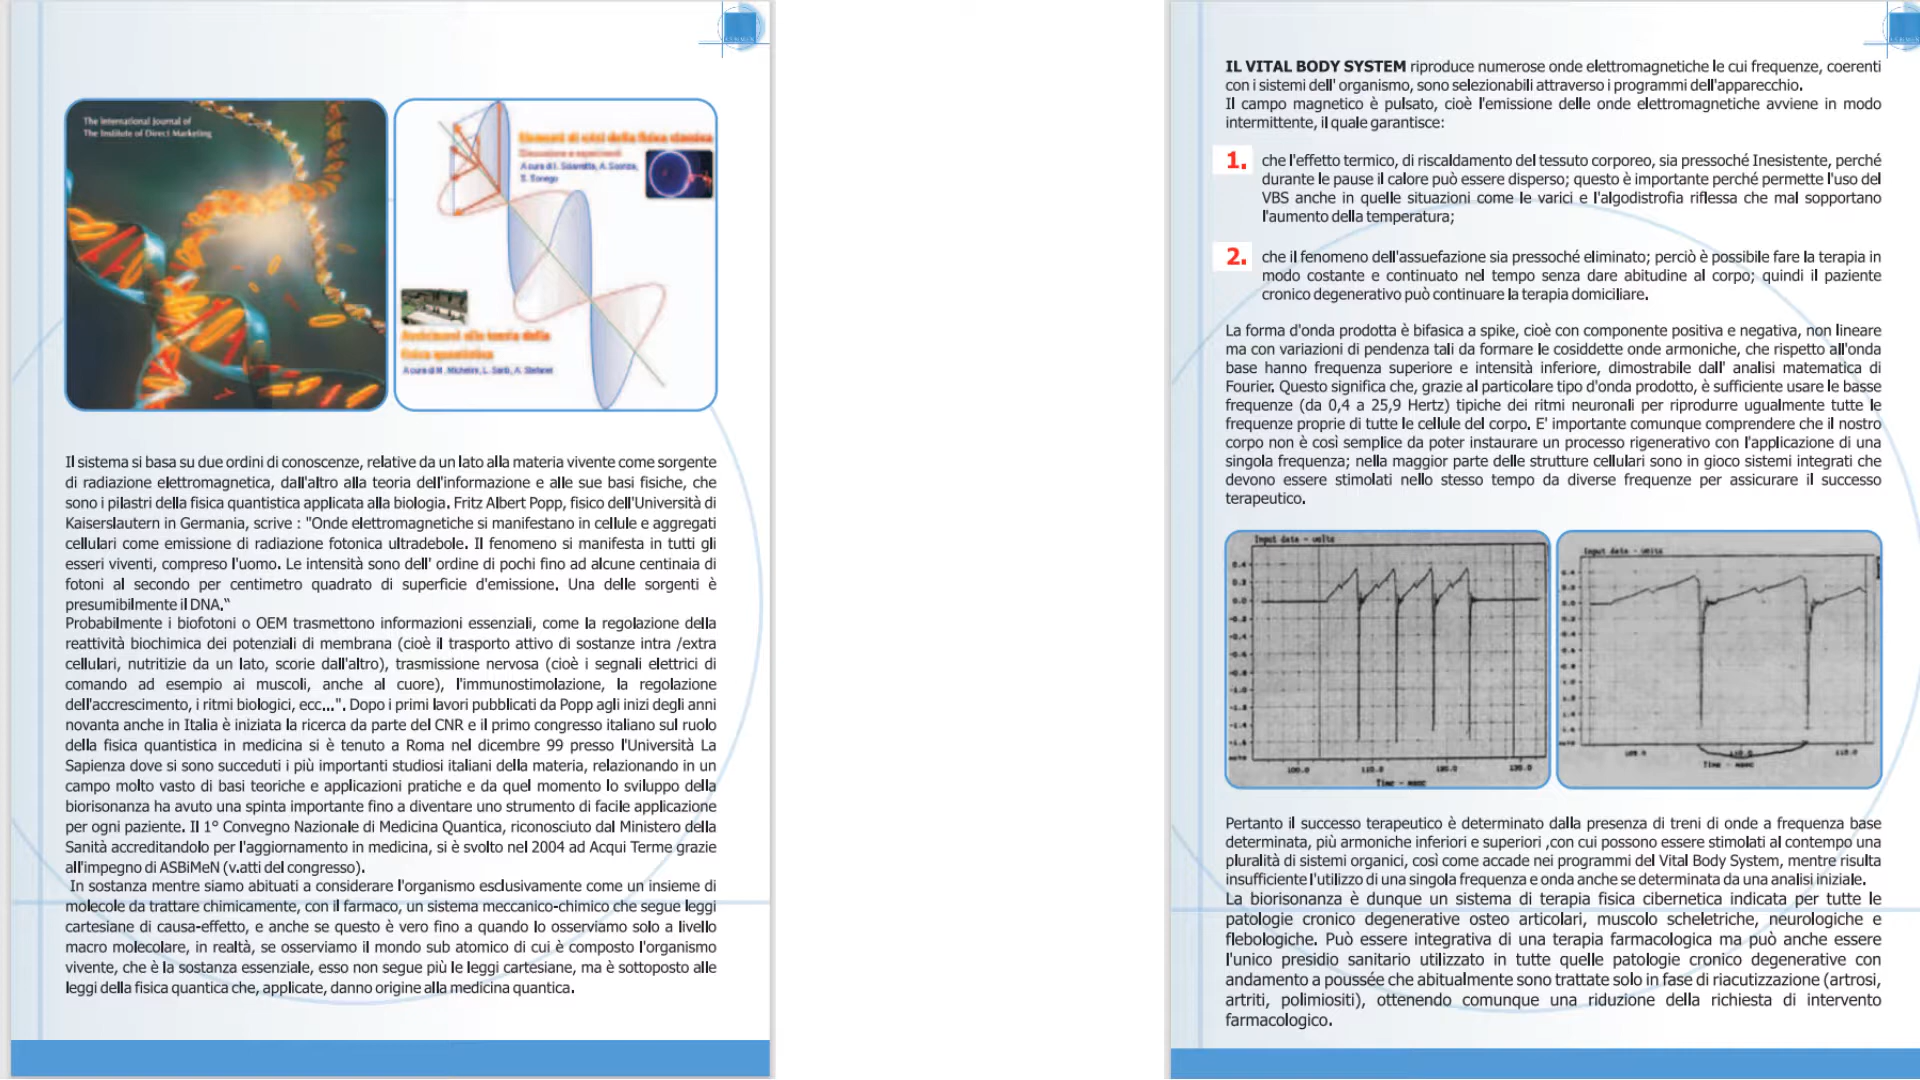 The International Journal of
The Institute of Direct Marketing
Elementi di crisi della fisica classica
A cura di
Avvicinarsi alla teoria della
fisica quantistica
A cura di M. Michelini, L. Santi, A. Stefanel
Il sistema si basa su due ordini di conoscenze, relative da un lato alla materia vivente come sorgente
di radiazione elettromagnetica, dall'altro alla teoria dell'informazione e alle sue basi fisiche, che
sono i pilastri della fisica quantistica applicata alla biologia. Fritz Albert Popp, fisico dell'Università di
Kaiserslautern in Germania, scrive : "Onde elettromagnetiche si manifestano in cellule e aggregati
cellulari come emissione di radiazione fotonica ultradebole. Il fenomeno si manifesta in tutti gli
esseri viventi, compreso l'uomo. Le intensità sono dell' ordine di pochi fino ad alcune centinaia di
fotoni al secondo per centimetro quadrato di superficie d'emissione. Una delle sorgenti è
presumibilmente il DNA."
Probabilmente i biofotoni o OEM trasmettono informazioni essenziali, come la regolazione della
reattività biochimica dei potenziali di membrana (cioè il trasporto attivo di sostanze intra /extra
cellulari, nutritizie da un lato, scorie dall'altro), trasmissione nervosa (cioè i segnali elettrici di
comando ad esempio ai muscoli, anche al cuore), l'immunostimolazione, la regolazione
dell'accrescimento, i ritmi biologici, ecc...". Dopo i primi lavori pubblicati da Popp agli inizi degli anni
novanta anche in Italia è iniziata la ricerca da parte del CNR e il primo congresso italiano sul ruolo
della fisica quantistica in medicina si è tenuto a Roma nel dicembre 99 presso l'Università La
Sapienza dove si sono succeduti i più importanti studiosi italiani della materia, relazionando in un
campo molto vasto di basi teoriche e applicazioni pratiche e da quel momento lo sviluppo della
biorisonanza ha avuto una spinta importante fino a diventare uno strumento di facile applicazione
per ogni paziente. Il 1° Convegno Nazionale di Medicina Quantica, riconosciuto dal Ministero della
Sanità accreditandolo per l'aggiornamento in medicina, si è svolto nel 2004 ad Acqui Terme grazie
all'impegno di ASBiMeN (v.atti del congresso).
In sostanza mentre siamo abituati a considerare l'organismo esclusivamente come un insieme di
molecole da trattare chimicamente, con il farmaco, un sistema meccanico-chimico che segue leggi
cartesiane di causa-effetto, e anche se questo è vero fino a quando lo osserviamo solo a livello
macro molecolare, in realtà, se osserviamo il mondo sub atomico di cui è composto l'organismo
vivente, che è la sostanza essenziale, esso non segue più le leggi cartesiane, ma è sottoposto alle
leggi della fisica quantica che, applicate, danno origine alla medicina quantica.
IL VITAL BODY SYSTEM riproduce numerose onde elettromagnetiche le cui frequenze, coerenti
con i sistemi dell' organismo, sono selezionabili attraverso i programmi dell'apparecchio.
Il campo magnetico è pulsato, cioè l'emissione delle onde elettromagnetiche avviene in modo
intermittente, il quale garantisce:
1. che l'effetto termico, di riscaldamento del tessuto corporeo, sia pressoché Inesistente, perché
durante le pause il calore può essere disperso; questo è importante perché permette l'uso del
VBS anche in quelle situazioni come le varici e l'algodistrofia riflessa che mal sopportano
l'aumento della temperatura;
2. che il fenomeno dell'assuefazione sia pressoché eliminato; perciò è possibile fare la terapia in
modo costante e continuato nel tempo senza dare abitudine al corpo; quindi il paziente
cronico degenerativo può continuare la terapia domiciliare.
La forma d'onda prodotta è bifasica a spike, cioè con componente positiva e negativa, non lineare
ma con variazioni di pendenza tali da formare le cosiddette onde armoniche, che rispetto all'onda
base hanno frequenza superiore e intensità inferiore, dimostrabile dall' analisi matematica di
Fourier. Questo significa che, grazie al particolare tipo d'onda prodotto, è sufficiente usare le basse
frequenze (da 0,4 a 25,9 Hertz) tipiche dei ritmi neuronali per riprodurre ugualmente tutte le
frequenze proprie di tutte le cellule del corpo. E' importante comunque comprendere che il nostro
corpo non è così semplice da poter instaurare un processo rigenerativo con l'applicazione di una
singola frequenza; nella maggior parte delle strutture cellulari sono in gioco sistemi integrati che
devono essere stimolati nello stesso tempo da diverse frequenze per assicurare il successo
terapeutico.
Input data - volts
Time - msec
Input data - volts
Time - msec
Pertanto il successo terapeutico è determinato dalla presenza di treni di onde a frequenza base
determinata, più armoniche inferiori e superiori ,con cui possono essere stimolati al contempo una
pluralità di sistemi organici, così come accade nei programmi del Vital Body System, mentre risulta
insufficiente l'utilizzo di una singola frequenza e onda anche se determinata da una analisi iniziale.
La biorisonanza è dunque un sistema di terapia fisica cibernetica indicata per tutte le
patologie cronico degenerative osteo articolari, muscolo scheletriche, neurologiche e
flebologiche. Può essere integrativa di una terapia farmacologica ma può anche essere
l'unico presidio sanitario utilizzato in tutte quelle patologie cronico degenerative con
andamento a poussée che abitualmente sono trattate solo in fase di riacutizzazione (artrosi,
artriti, polimiositi), ottenendo comunque una riduzione della richiesta di intervento
farmacologico.